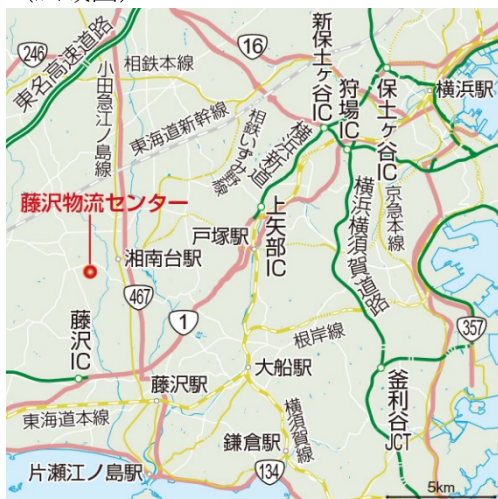 246
東名高速道路
小田急江ノ島線
相鉄本線
16
東海道新幹線
相鉄いずみ野線
横浜新道
新保土ヶ谷IC
狩場IC
保土ヶ谷IC
横浜駅
藤沢物流センター
戸塚駅
上矢部IC
横浜横須賀道路
京急本線
湘南台駅
467
1
藤沢IC
根岸線
357
大船駅
藤沢駅
釜利谷JCT
東海道本線
横須賀線
鎌倉駅
片瀬江ノ島駅
134
5km